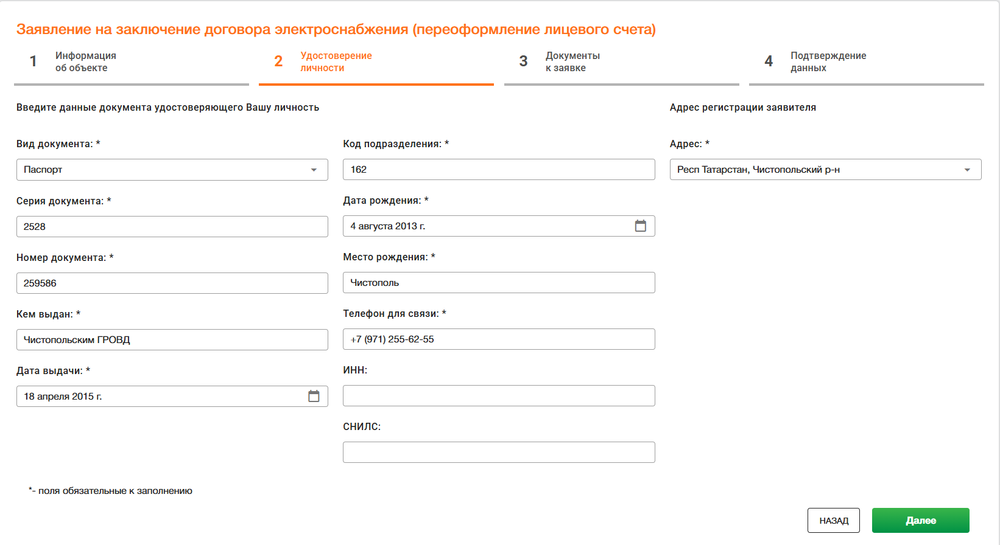 Заявление на заключение договора электроснабжения (переоформление лицевого счета)
1 Информация
об объекте
2 Удостоверение
личности
3 Документы
к заявке
4 Подтверждение
данных
Введите данные документа удостоверяющего Вашу личность
Вид документа: *
Паспорт
Серия документа: *
2528
Номер документа: *
259586
Кем выдан: *
Чистопольским ГРОВД
Дата выдачи: *
18 апреля 2015 г.
Код подразделения: *
162
Дата рождения: *
4 августа 2013 г.
Место рождения: *
Чистополь
Телефон для связи: *
+7 (971) 255-62-55
ИНН:
СНИЛС:
Адрес регистрации заявителя
Адрес: *
Респ Татарстан, Чистопольский р-н
*- поля обязательные к заполнению
НАЗАД
Далее